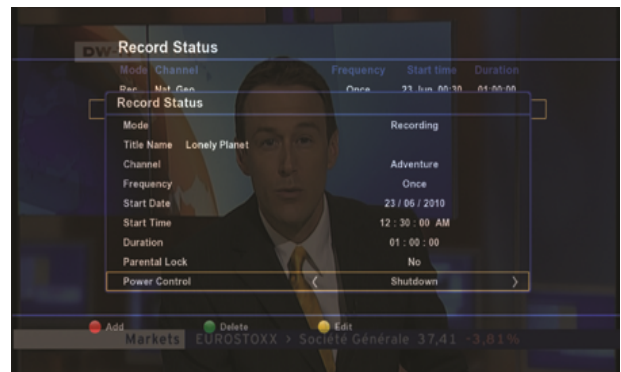 DW-
Record Status
Mode Channel Frequency Start time Duration
Rec Nat Geo Once 23 Jun 00:30 01:00:00
Record Status
Mode Recording
Title Name Lonely Planet
Channel Adventure
Frequency Once
Start Date 23 / 06 / 2010
Start Time 12 : 30 : 00 AM
Duration 01 : 00 : 00
Parental Lock No
Power Control Shutdown
Add Delete Edit
Markets EUROSTOXX > Société Générale 37,41 -3,81%